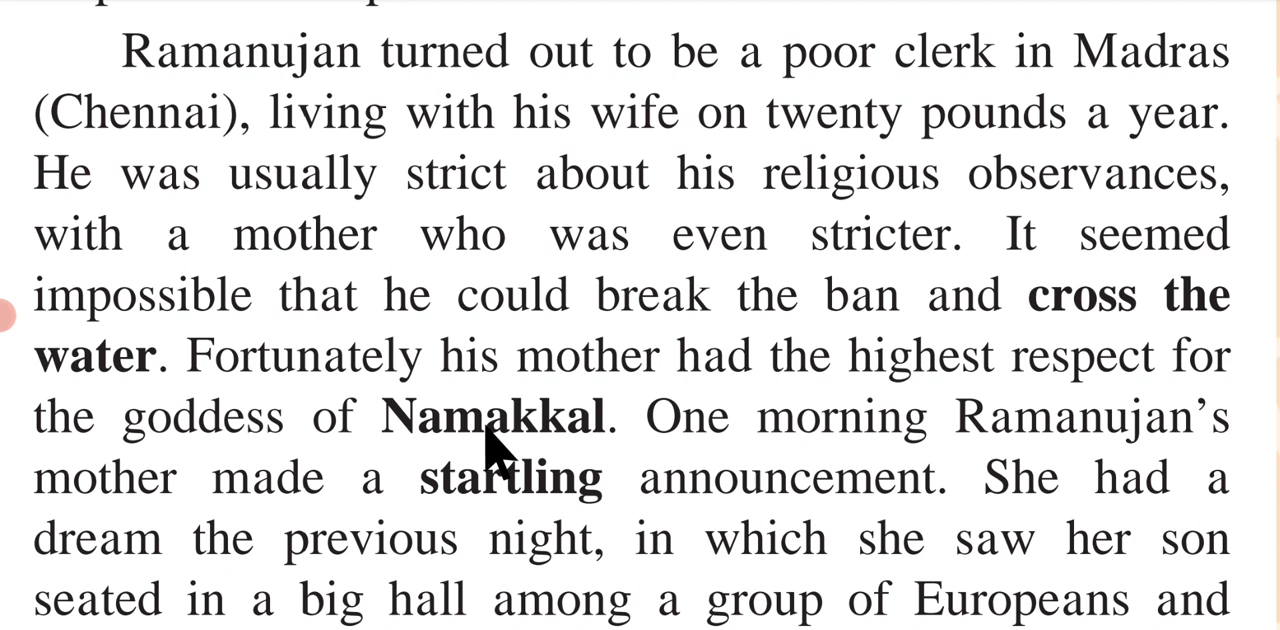 Ramanujan turned out to be a poor clerk in Madras
(Chennai), living with his wife on twenty pounds a year.
He was usually strict about his religious observances,
with a mother who was even stricter. It seemed
impossible that he could break the ban and cross the
water. Fortunately his mother had the highest respect for
the goddess of Namakkal. One morning Ramanujan’s
mother made a startling announcement. She had a
dream the previous night, in which she saw her son
seated in a big hall among a group of Europeans and